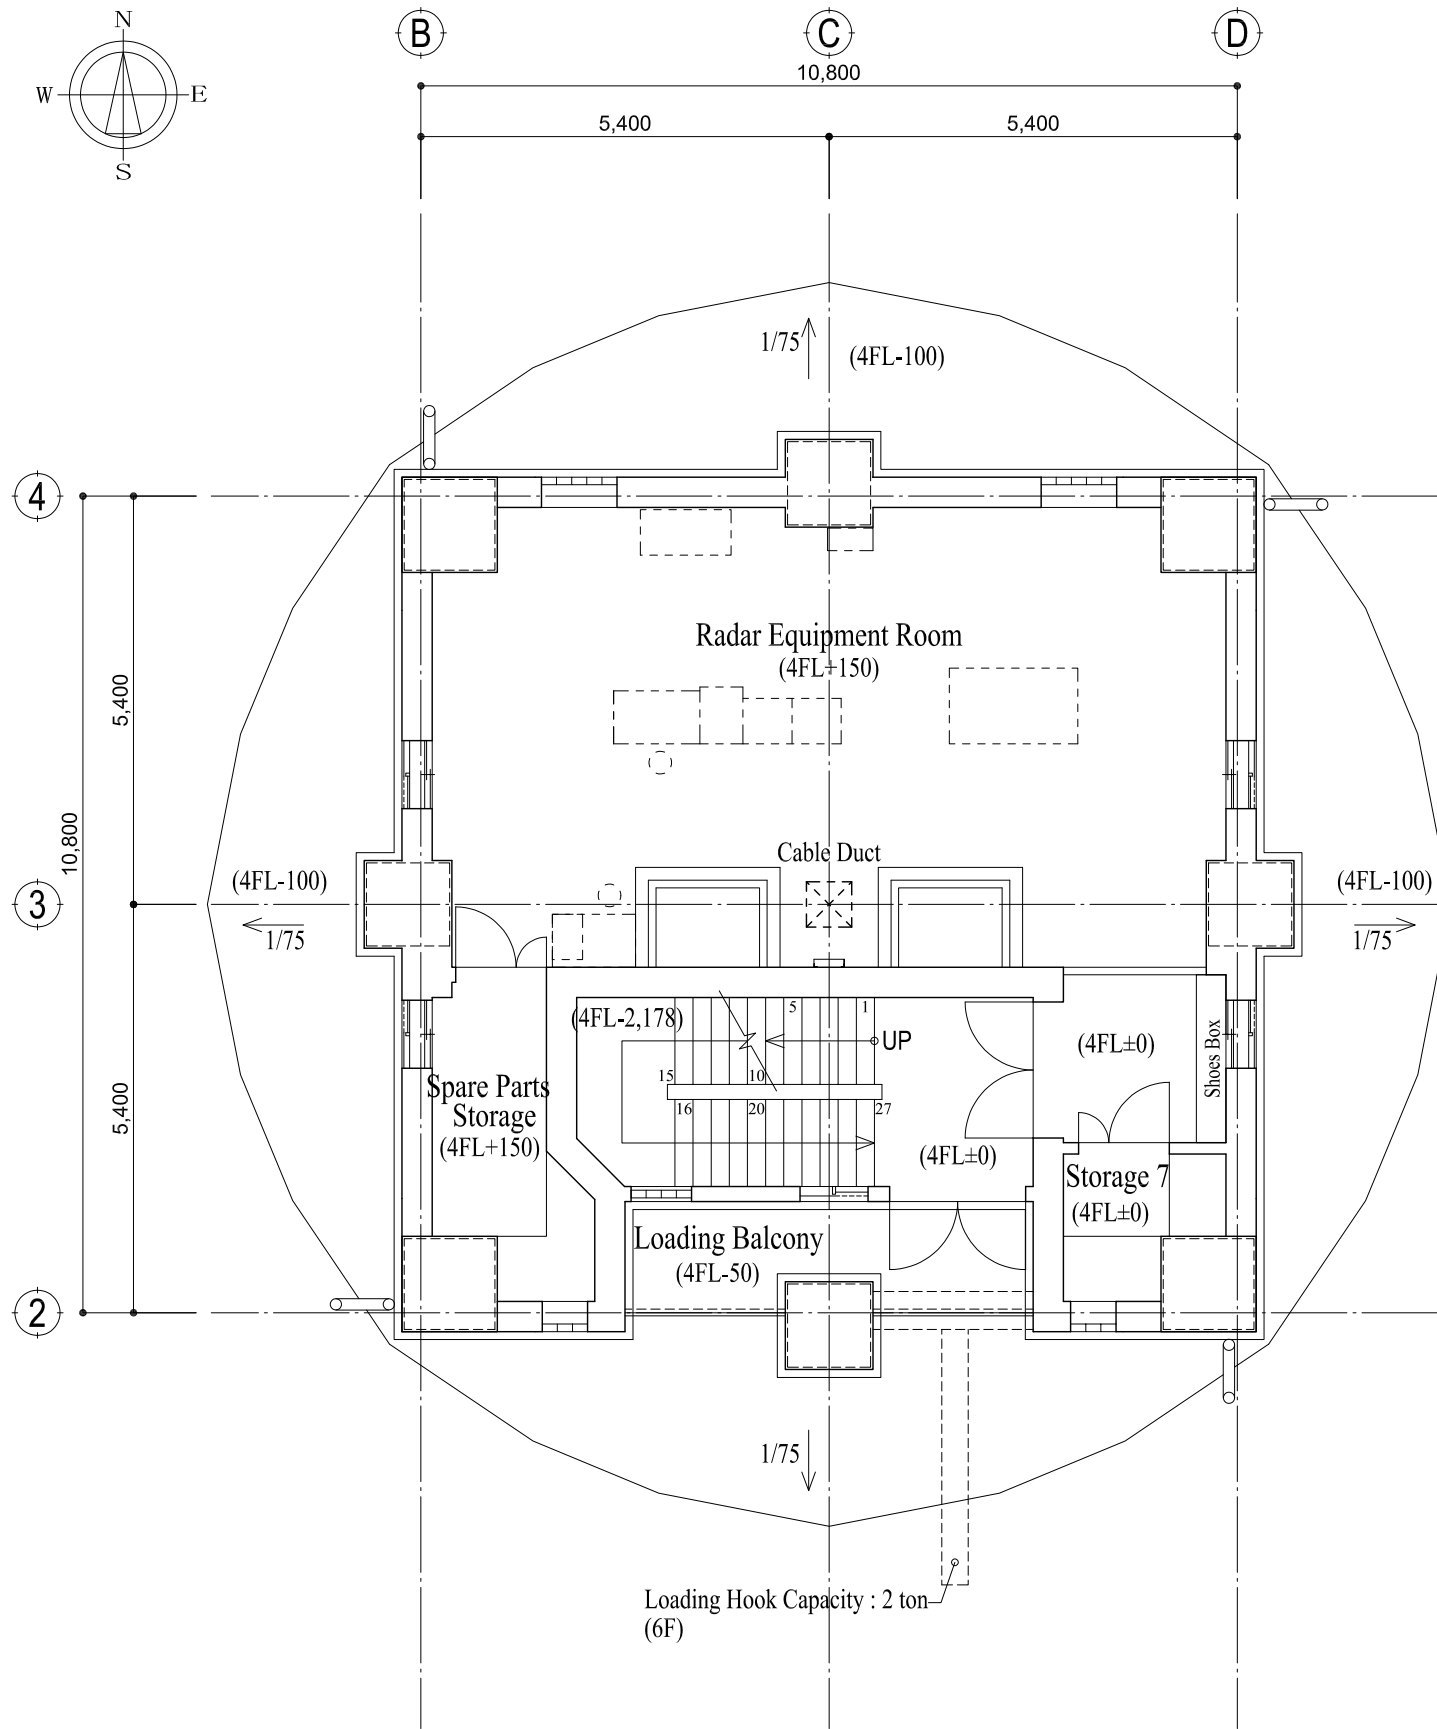 N
W
E
S
B
C
D
10,800
5,400
5,400
1/75
(4FL-100)
4
5,400
10,800
Radar Equipment Room
(4FL+150)
Cable Duct
(4FL-100)
3
1/75
(4FL-100)
1/75
(4FL-2,178)
5
1
UP
15
10
16
20
27
(4FL±0)
Shoes Box
5,400
Spare Parts
Storage
(4FL+150)
(4FL±0)
Storage 7
(4FL±0)
Loading Balcony
(4FL-50)
2
1/75
Loading Hook Capacity : 2 ton
(6F)